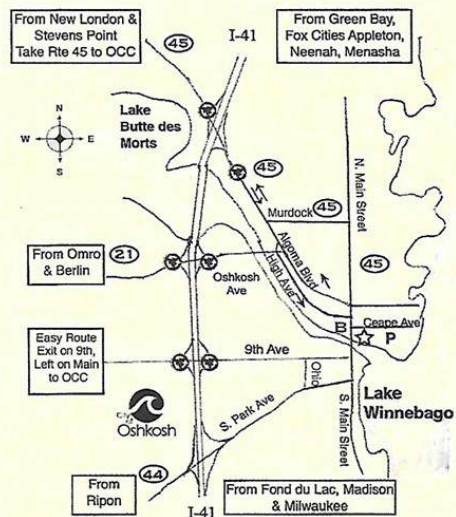 From New London &
Stevens Point
Take Rte 45 to OCC
45
I-41
From Green Bay,
Fox Cities Appleton,
Neenah, Menasha
N
W E
S
Lake
Butte des
Morts
45
Murdock
45
N. Main Street
Algoma Blvd
High Ave
45
From Omro
& Berlin
21
Oshkosh
Ave
B
Ceape Ave
P
Easy Route
Exit on 9th,
Left on Main
to OCC
9th Ave
Ohio
Lake
Winnebago
City of
Oshkosh
S. Park Ave
S. Main Street
44
From
Ripon
From Fond du Lac, Madison
& Milwaukee
I-41